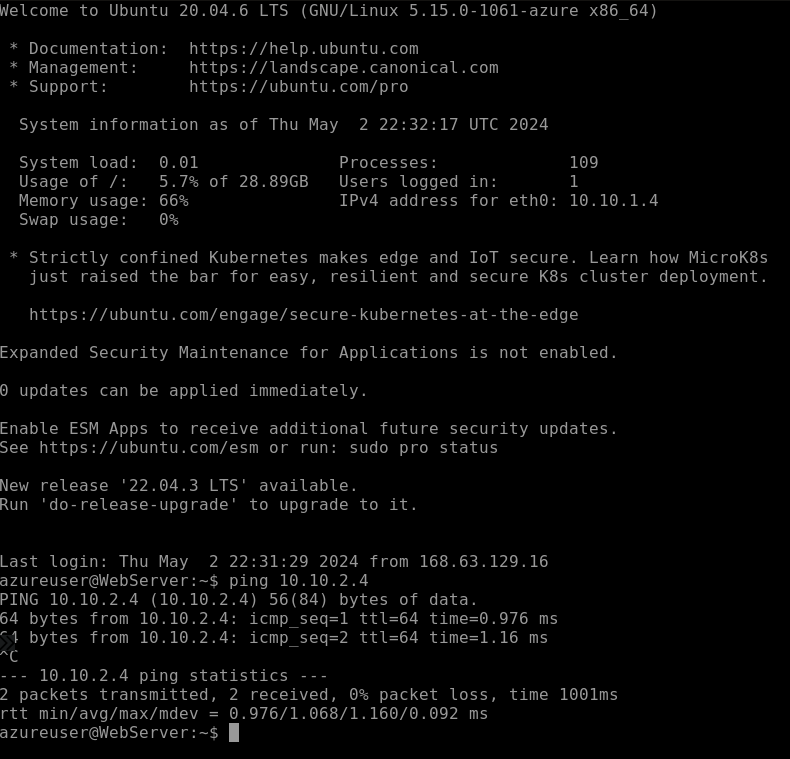 Welcome to Ubuntu 20.04.6 LTS (GNU/Linux 5.15.0-1061-azure x86_64)
* Documentation:  https://help.ubuntu.com
* Management:     https://landscape.canonical.com
* Support:        https://ubuntu.com/pro
System information as of Thu May  2 22:32:17 UTC 2024
System load:  0.01              Processes:             109
Usage of /:   5.7% of 28.89GB   Users logged in:       1
Memory usage: 66%               IPv4 address for eth0: 10.10.1.4
Swap usage:   0%
* Strictly confined Kubernetes makes edge and IoT secure. Learn how MicroK8s
just raised the bar for easy, resilient and secure K8s cluster deployment.
https://ubuntu.com/engage/secure-kubernetes-at-the-edge
Expanded Security Maintenance for Applications is not enabled.
0 updates can be applied immediately.
Enable ESM Apps to receive additional future security updates.
See https://ubuntu.com/esm or run: sudo pro status
New release '22.04.3 LTS' available.
Run 'do-release-upgrade' to upgrade to it.
Last login: Thu May  2 22:31:29 2024 from 168.63.129.16
azureuser@WebServer:~$ ping 10.10.2.4
PING 10.10.2.4 (10.10.2.4) 56(84) bytes of data.
64 bytes from 10.10.2.4: icmp_seq=1 ttl=64 time=0.976 ms
64 bytes from 10.10.2.4: icmp_seq=2 ttl=64 time=1.16 ms
^C
--- 10.10.2.4 ping statistics ---
2 packets transmitted, 2 received, 0% packet loss, time 1001ms
rtt min/avg/max/mdev = 0.976/1.068/1.160/0.092 ms
azureuser@WebServer:~$